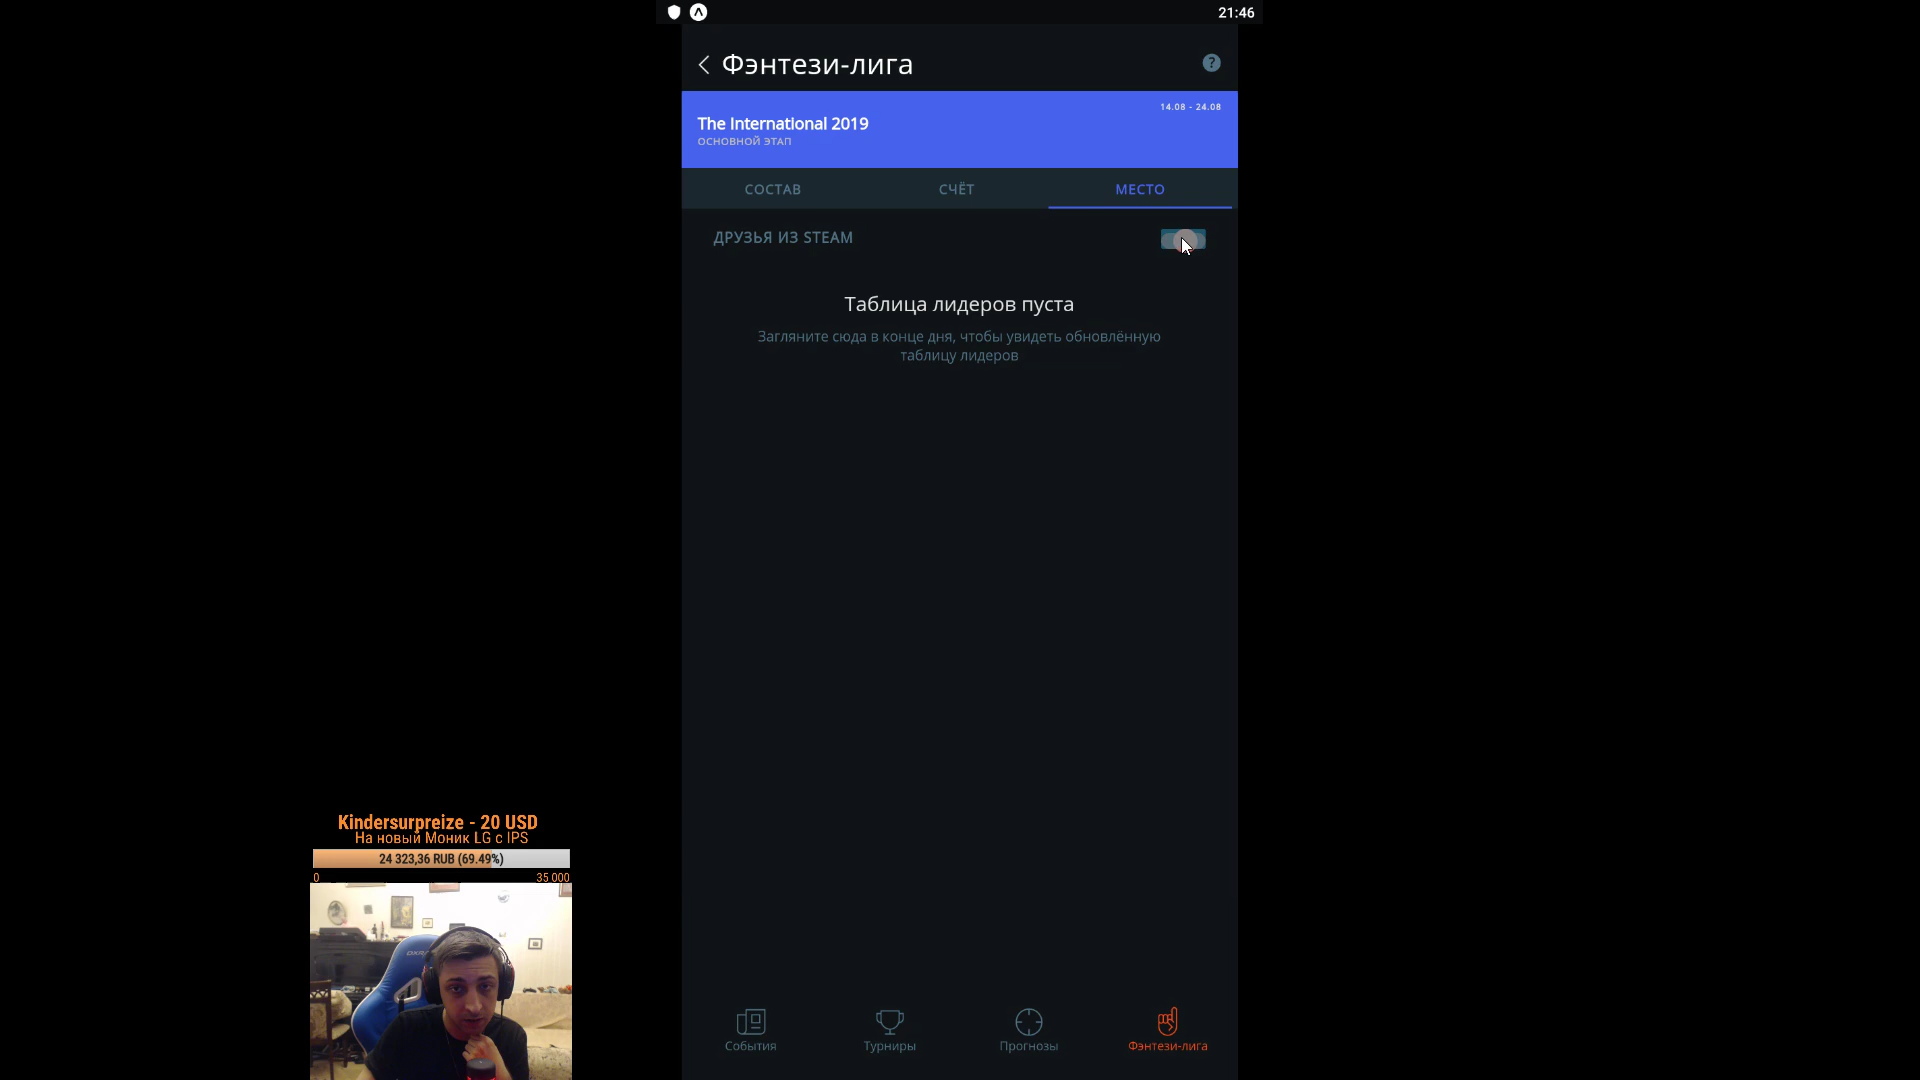 21:46
Фэнтези-лига
?
14.08 - 24.08
The International 2019
ОСНОВНОЙ ЭТАП
СОСТАВ
СЧЁТ
МЕСТО
ДРУЗЬЯ ИЗ STEAM
Таблица лидеров пуста
Загляните сюда в конце дня, чтобы увидеть обновлённую
таблицу лидеров
Kindersurpreize - 20 USD
На новый Моник LG с IPS
24 323,36 RUB (69.49%)
0
35 000
События
Турниры
Прогнозы
Фэнтези-лига